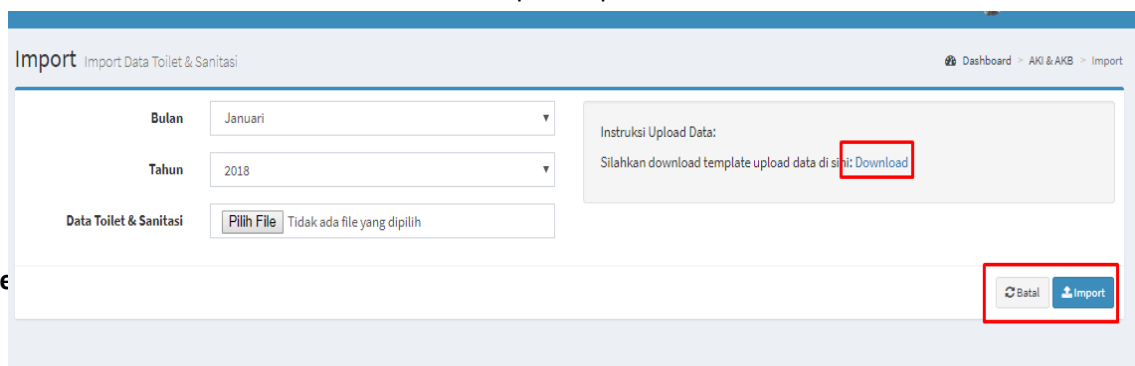 Import Import Data Toilet & Sanitasi
Dashboard > AKI & AKB > Import
Bulan Januari
Tahun 2018
Data Toilet & Sanitasi Pilih File Tidak ada file yang dipilih
Instruksi Upload Data:
Silahkan download template upload data di sini: Download
e
Batal Import